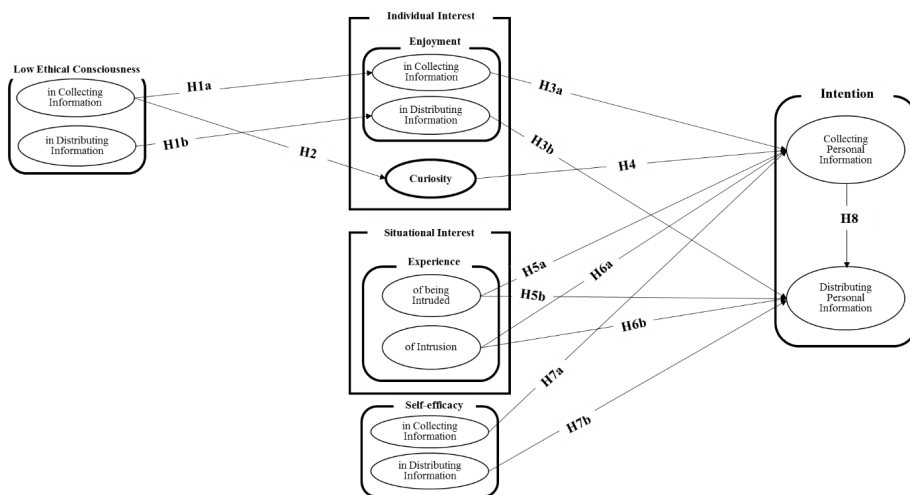 Low Ethical Consciousness
in Collecting
Information
in Distributing
Information
H1a
H1b
H2
Individual Interest
Enjoyment
in Collecting
Information
in Distributing
Information
Curiosity
Situational Interest
Experience
of being
Intruded
of Intrusion
Self-efficacy
in Collecting
Information
in Distributing
Information
H3a
H3b
H4
H5a
H6a
H5b
H6b
H7a
H7b
Intention
Collecting
Personal
Information
H8
Distributing
Personal
Information